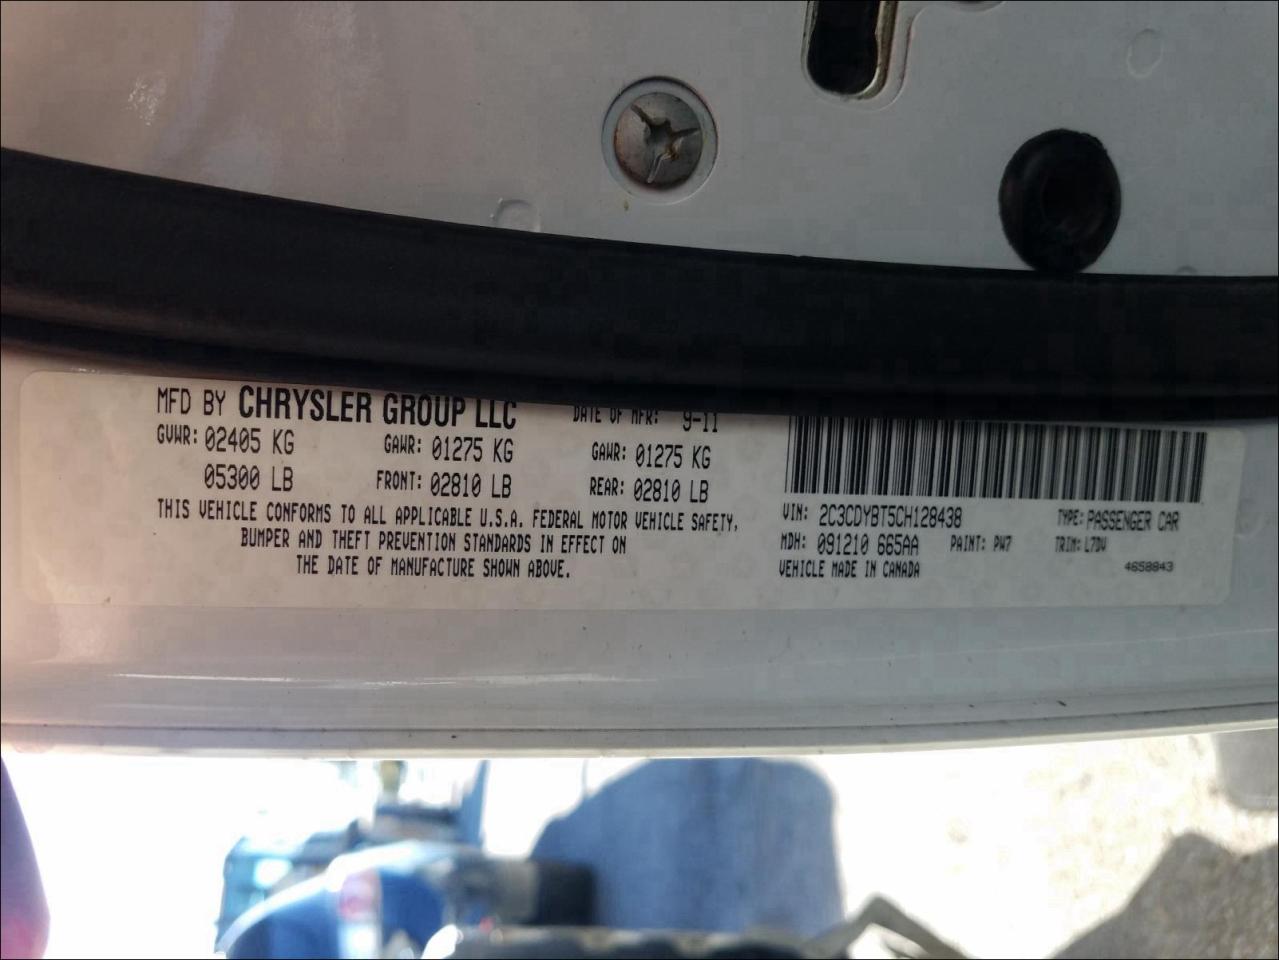 MFD BY CHRYSLER GROUP LLC DATE OF MFR: 9-11
GVWR: 02405 KG GAWR: 01275 KG GAWR: 01275 KG
05300 LB FRONT: 02810 LB REAR: 02810 LB
THIS VEHICLE CONFORMS TO ALL APPLICABLE U.S.A. FEDERAL MOTOR VEHICLE SAFETY,
BUMPER AND THEFT PREVENTION STANDARDS IN EFFECT ON
THE DATE OF MANUFACTURE SHOWN ABOVE.
VIN: 2C3CDYBT5CH128438 TYPE: PASSENGER CAR
MDH: 091210 665AA PAINT: PW7 TRIM: L7DV
VEHICLE MADE IN CANADA 4658843